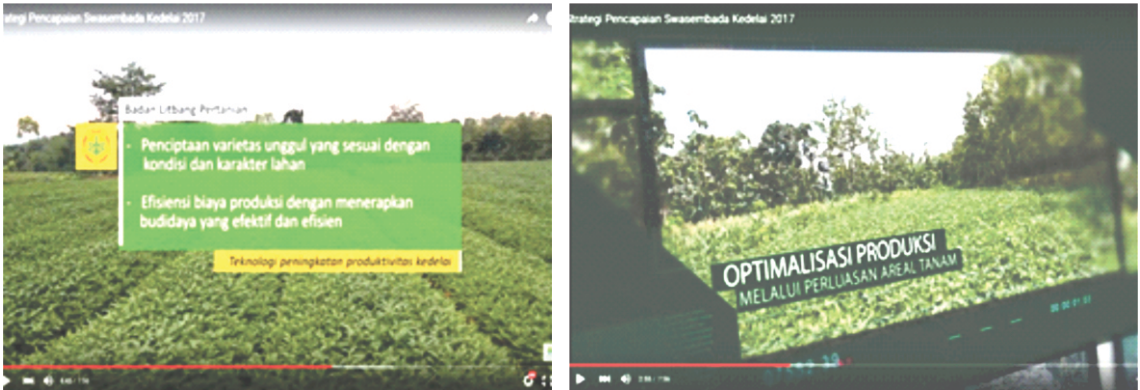 rategi Pencapaian Swasembada Kedelai 2017
Badan Litbang Pertanian
- Penciptaan varietas unggul yang sesuai dengan
kondisi dan karakter lahan
- Efisiensi biaya produksi dengan menerapkan
budidaya yang efektif dan efisien
Teknologi peningkatan produktivitas kedelai
Strategi Pencapaian Swasembada Kedelai 2017
OPTIMALISASI PRODUKSI
MELALUI PERLUASAN AREAL TANAM